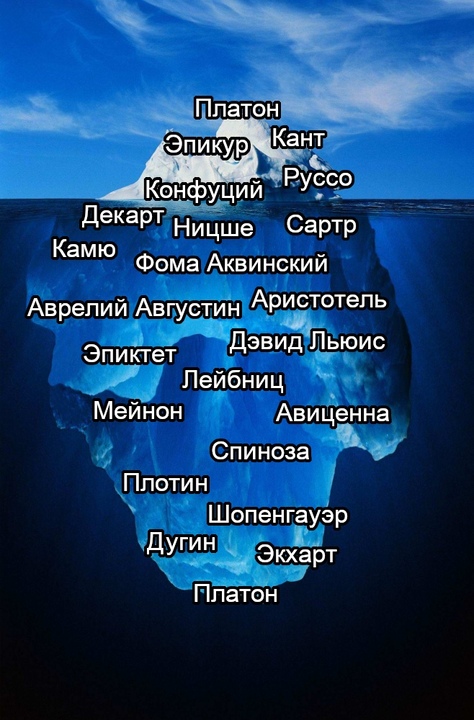 Платон
Эпикур Кант
Конфуций Руссо
Декарт Ницше Сартр
Камю
Фома Аквинский
Аврелий Августин Аристотель
Эпиктет Дэвид Льюис
Лейбниц
Мейнон Авиценна
Спиноза
Плотин
Шопенгауэр
Дугин Экхарт
Платон